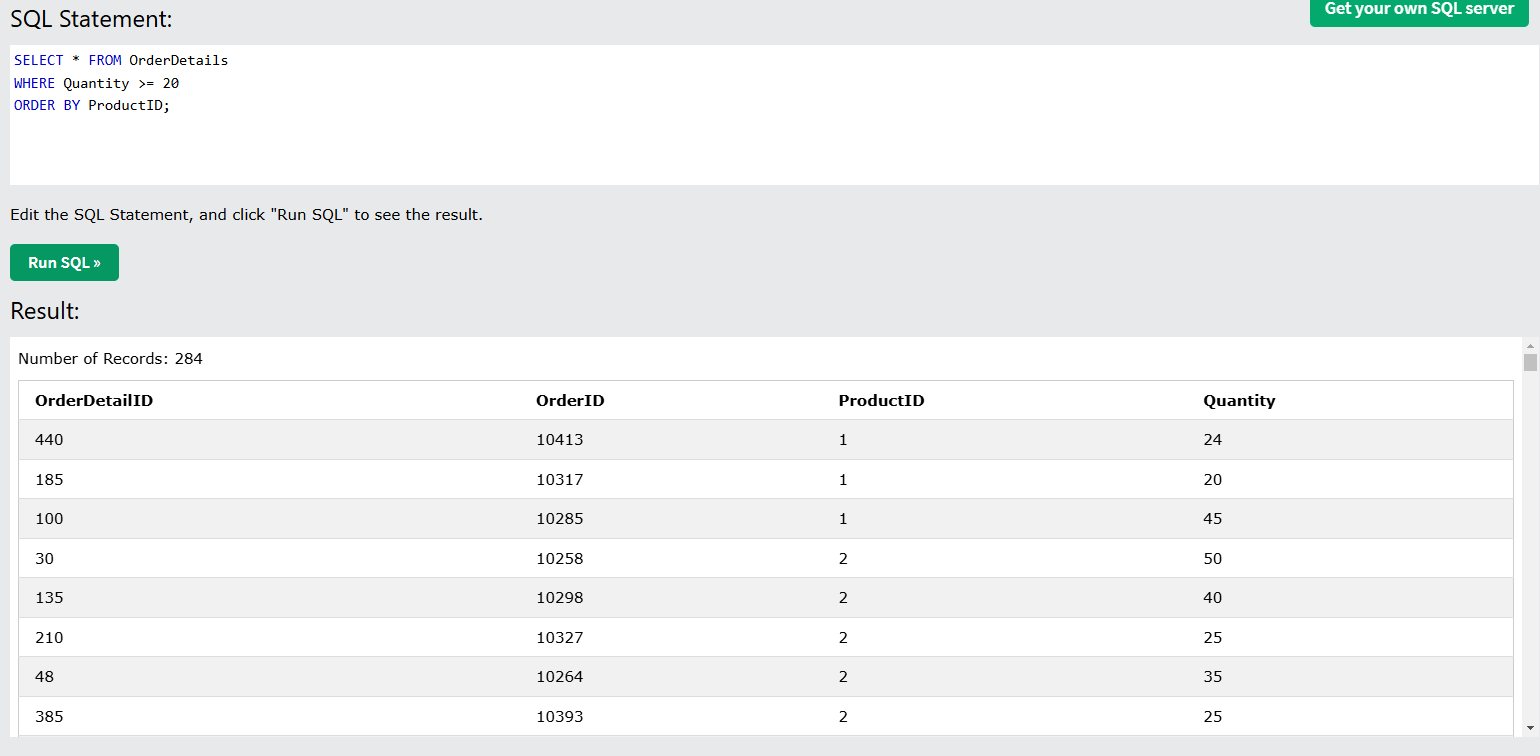 SQL Statement:
Get your own SQL server
SELECT * FROM OrderDetails
WHERE Quantity >= 20
ORDER BY ProductID;
Edit the SQL Statement, and click "Run SQL" to see the result.
Run SQL »
Result:
Number of Records: 284
OrderDetailID OrderID ProductID Quantity
440 10413 1 24
185 10317 1 20
100 10285 1 45
30 10258 2 50
135 10298 2 40
210 10327 2 25
48 10264 2 35
385 10393 2 25